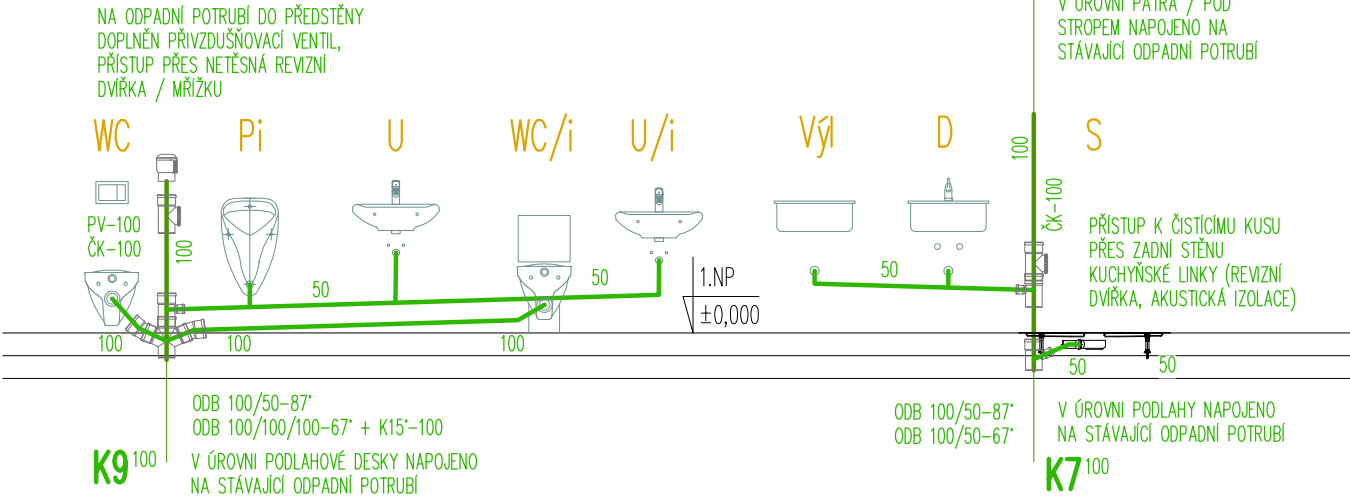 NA ODPADNÍ POTRUBÍ DO PŘEDSTĚNY
DOPLNĚN PŘIVZDUŠŇOVACÍ VENTIL,
PŘÍSTUP PŘES NETĚSNÁ REVIZNÍ
DVÍŘKA / MŘÍŽKU
V ÚROVNI PATRA / POD
STROPEM NAPOJENO NA
STÁVAJÍCÍ ODPADNÍ POTRUBÍ
WC
Pi
U
WC/i
U/i
Výl
D
S
PV-100
ČK-100
100
50
50
1.NP
±0,000
50
100
ČK-100
PŘÍSTUP K ČISTÍCÍMU KUSU
PŘES ZADNÍ STĚNU
KUCHYŇSKÉ LINKY (REVIZNÍ
DVÍŘKA, AKUSTICKÁ IZOLACE)
100
100
100
50
50
ODB 100/50-87°
ODB 100/100/100-67° + K15°-100
K9 100
V ÚROVNI PODLAHOVÉ DESKY NAPOJENO
NA STÁVAJÍCÍ ODPADNÍ POTRUBÍ
ODB 100/50-87°
ODB 100/50-67°
V ÚROVNI PODLAHY NAPOJENO
NA STÁVAJÍCÍ ODPADNÍ POTRUBÍ
K7 100